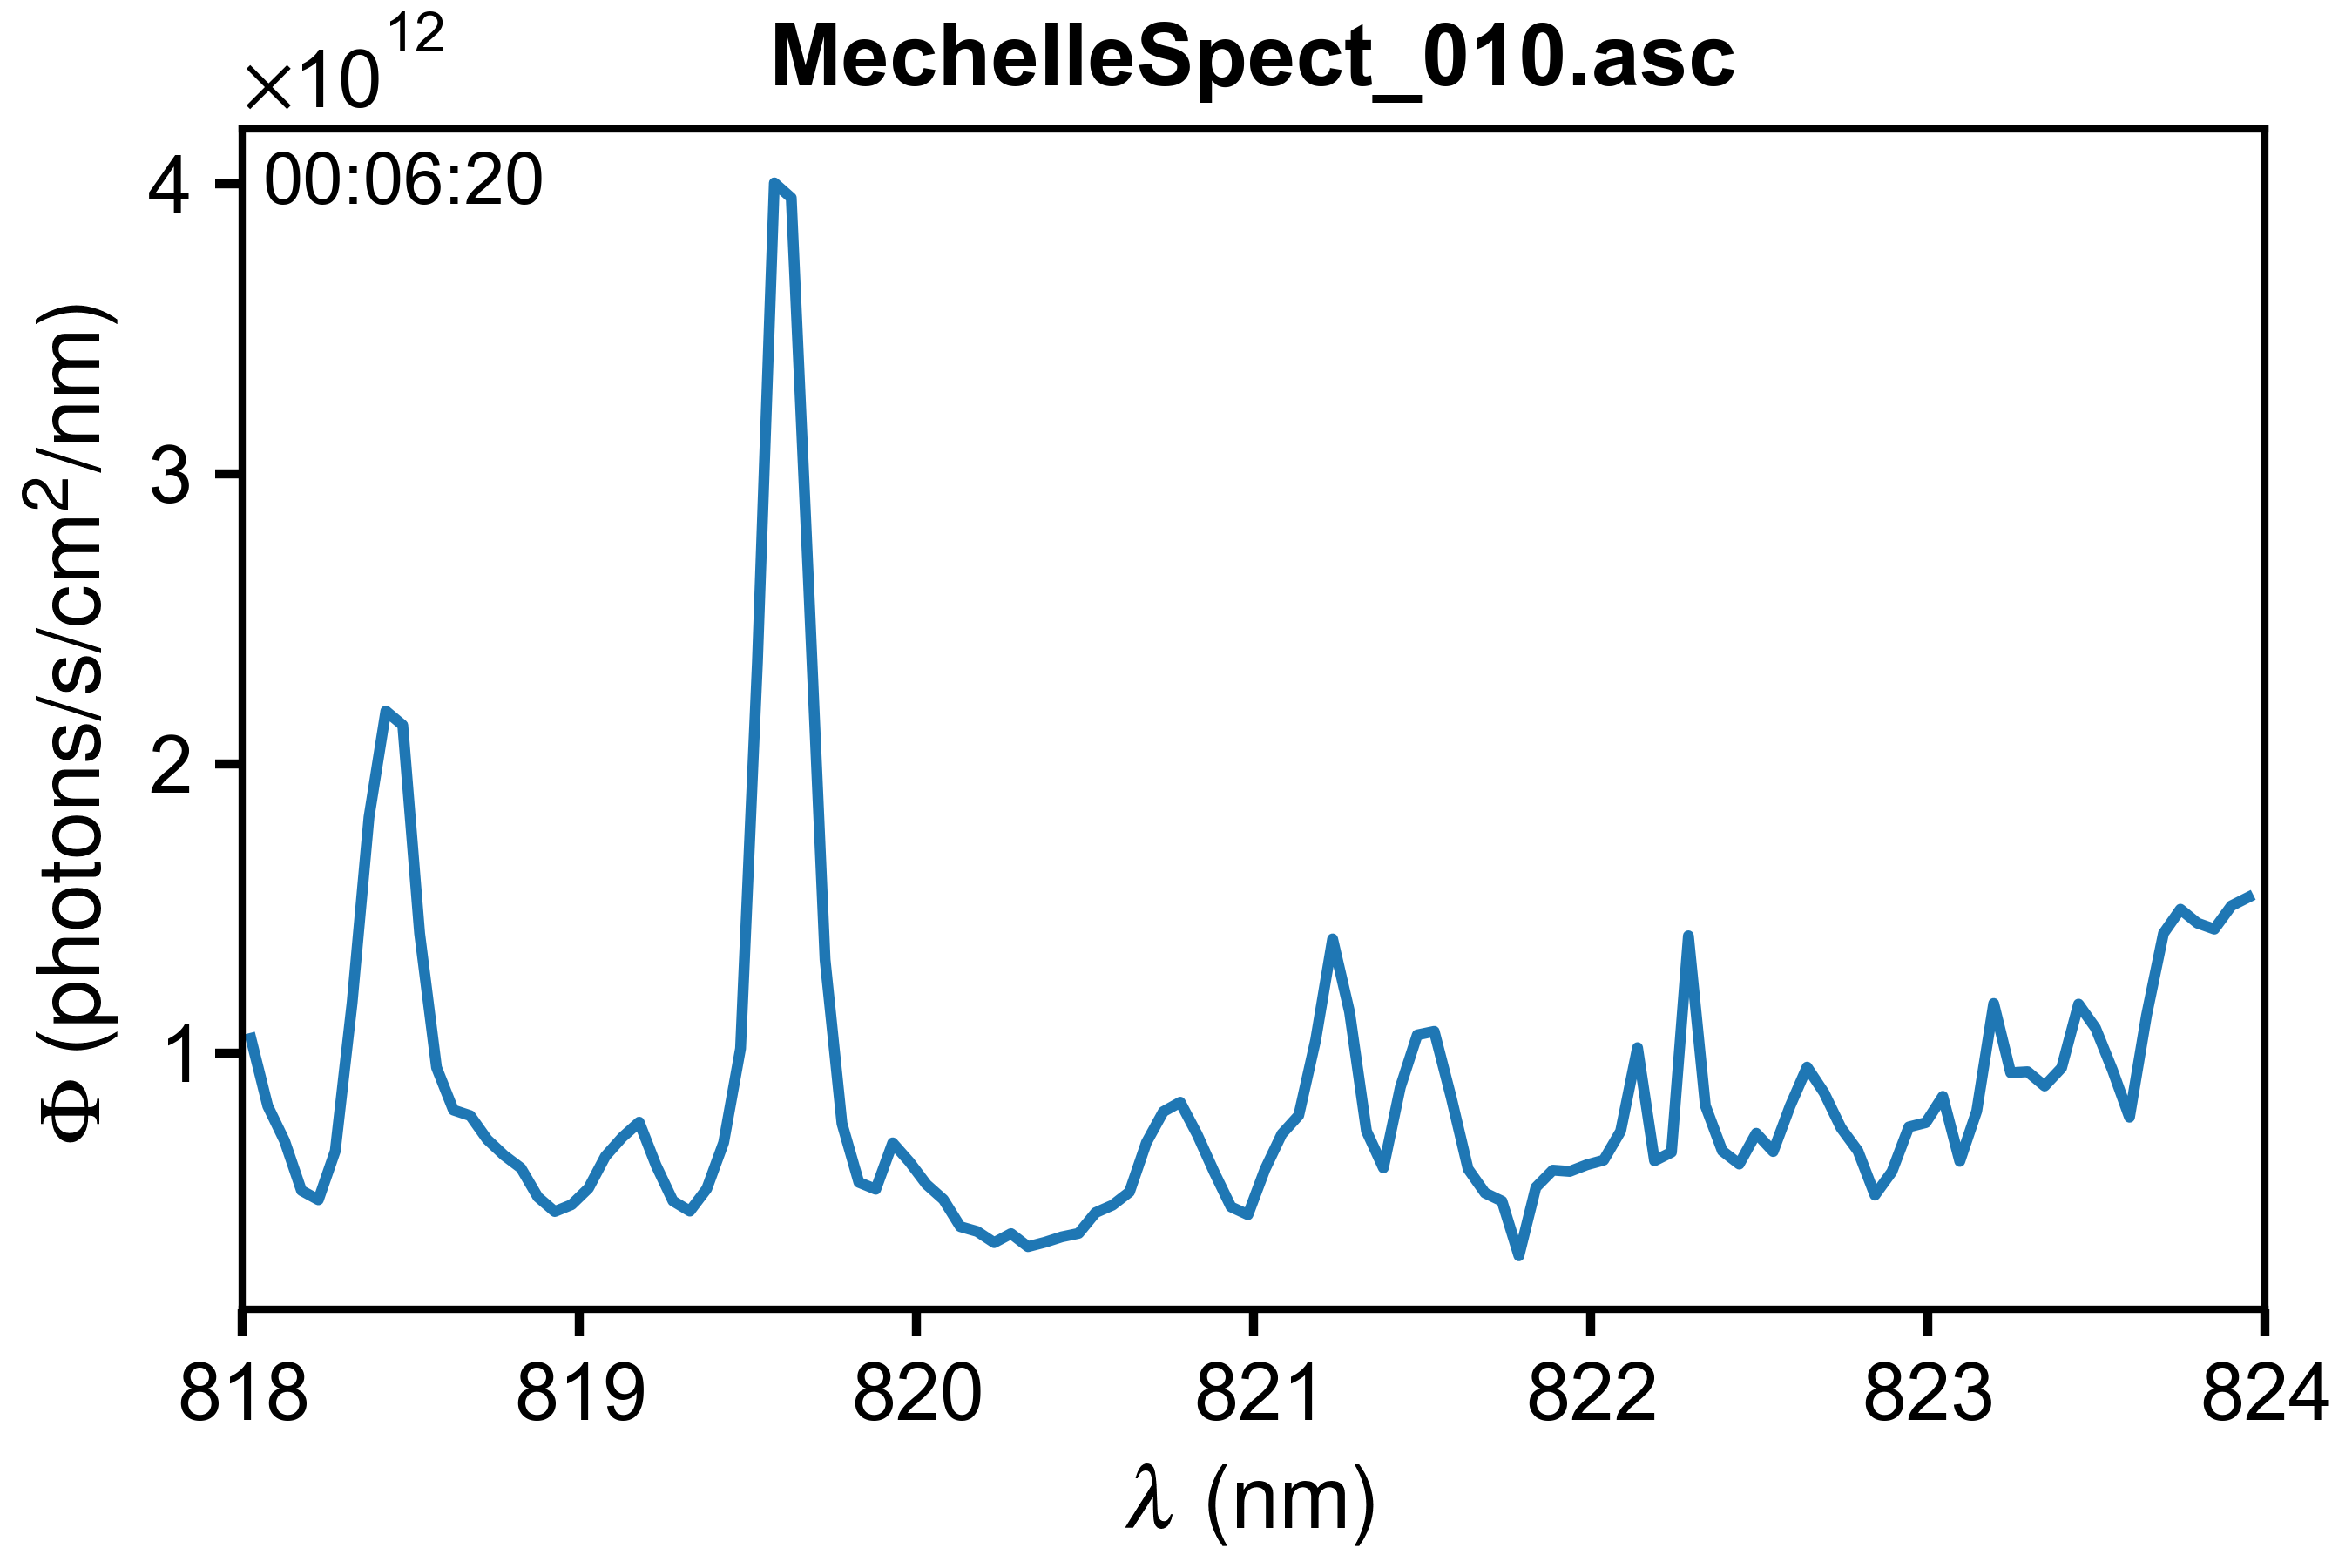 ×10^12
MechelleSpect_010.asc
00:06:20
4
3
2
1
Φ (photons/s/cm²/nm)
818 819 820 821 822 823 824
λ (nm)